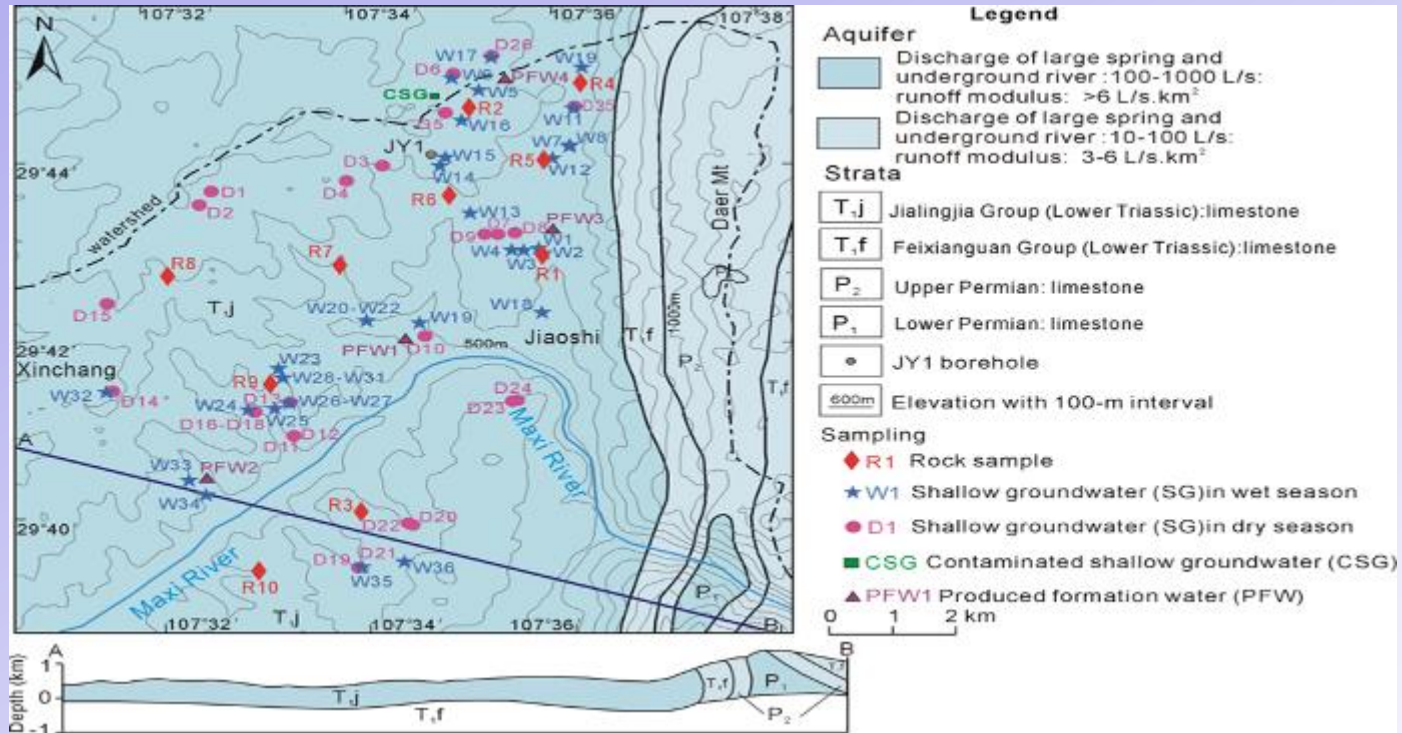 107°32 107°34 107°36 107°38
N
W17 D26
D6 W6 PFW4 W19
W5 R4
CSG R2 D25
W16 W11
JY1 W15 W7 W8
D3 R5 W12
29°44 W14
D4
D1 R6
D2 W13
watershed
D9 D7 D8 PFW3
W4 W3 W1 W2
R1
R7
R8
Daer Mt
D15 T₁j W20-W22 W19 W18
PFW1 D10 500m Jiaoshi T₁f 1000m P₂ T₁f
29°42
Xinchang W23
R9 W28-W31
W32 D14 W24 D13 W26-W27 D24
D16-D18 W25 D23
D11 D12
A
W33 PFW2 Maxi River
W34
29°40 R3 D22 D20
D19 D21
W35 W36
R10
Maxi River P₁
107°32 T₁j 107°34 107°36 B
Legend
Aquifer
Discharge of large spring and
underground river :100-1000 L/s:
runoff modulus: >6 L/s.km²
Discharge of large spring and
underground river :10-100 L/s:
runoff modulus: 3-6 L/s.km²
Strata
T₁j Jialingjia Group (Lower Triassic):limestone
T₁f Feixianguan Group (Lower Triassic):limestone
P₂ Upper Permian: limestone
P₁ Lower Permian: limestone
JY1 borehole
600m Elevation with 100-m interval
Sampling
R1 Rock sample
W1 Shallow groundwater (SG)in wet season
D1 Shallow groundwater (SG)in dry season
CSG Contaminated shallow groundwater (CSG)
PFW1 Produced formation water (PFW)
0 1 2 km
A B
Depth (km)
1
0
-1
T₁j T₁f T₁f P₁ P₂ T₁f